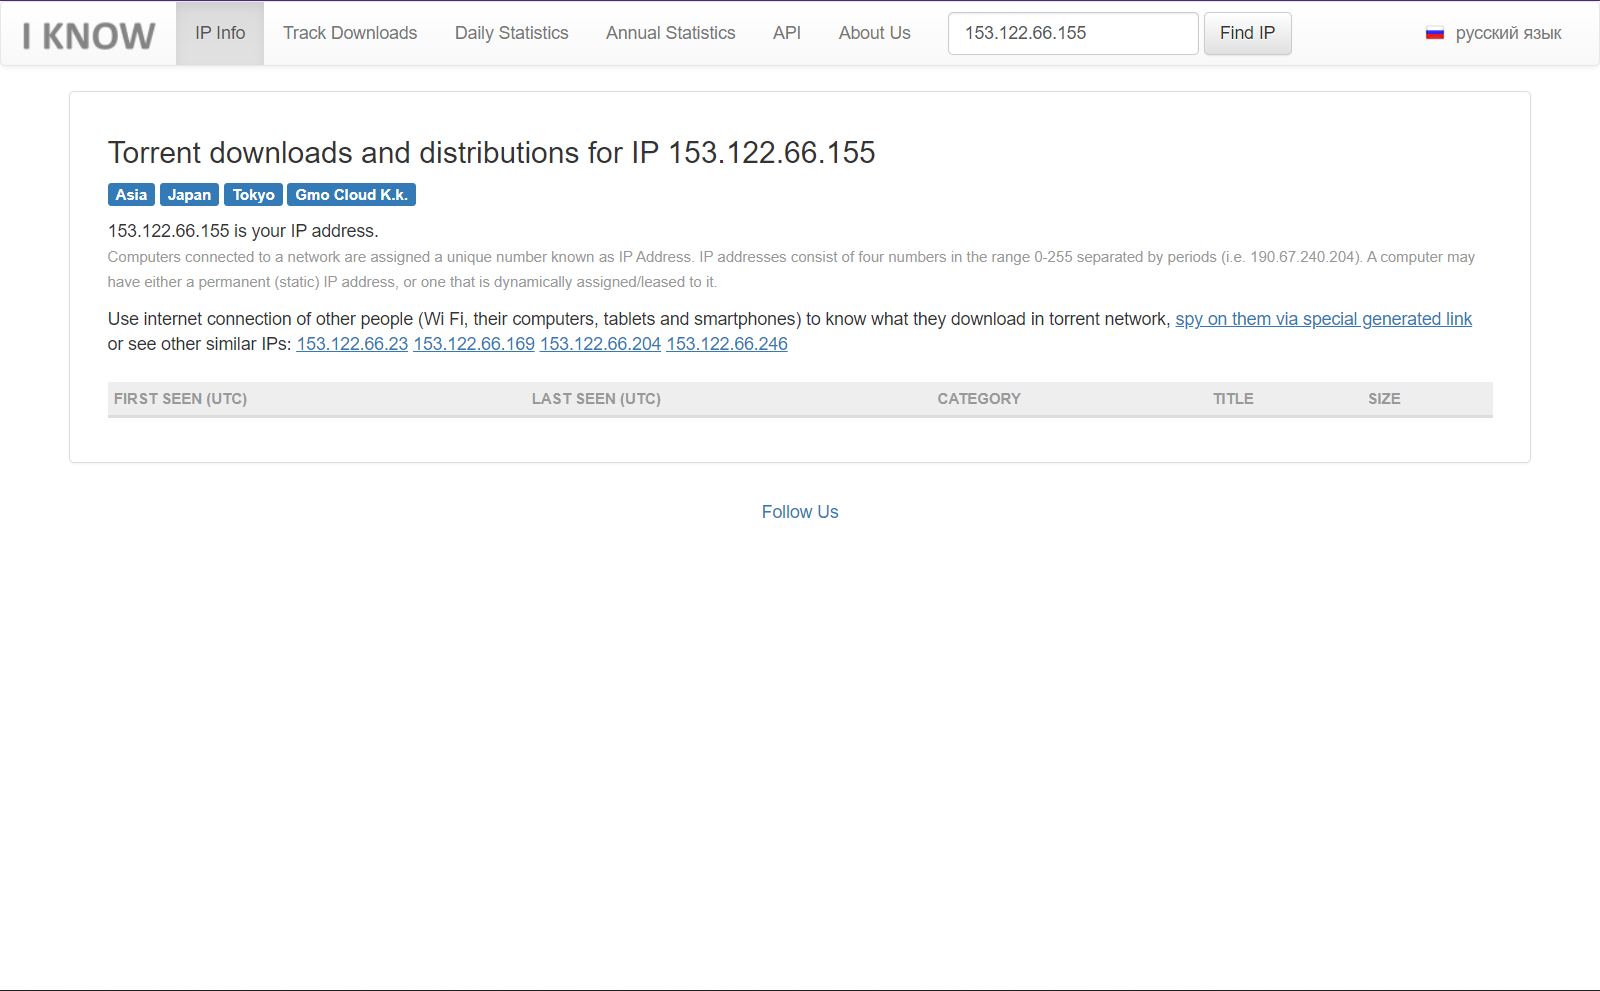 I KNOW
IP Info
Track Downloads
Daily Statistics
Annual Statistics
API
About Us
153.122.66.155
Find IP
русский язык
Torrent downloads and distributions for IP 153.122.66.155
Asia Japan Tokyo Gmo Cloud K.k.
153.122.66.155 is your IP address.
Computers connected to a network are assigned a unique number known as IP Address. IP addresses consist of four numbers in the range 0-255 separated by periods (i.e. 190.67.240.204). A computer may
have either a permanent (static) IP address, or one that is dynamically assigned/leased to it.
Use internet connection of other people (Wi Fi, their computers, tablets and smartphones) to know what they download in torrent network, spy on them via special generated link
or see other similar IPs: 153.122.66.23 153.122.66.169 153.122.66.204 153.122.66.246
FIRST SEEN (UTC) LAST SEEN (UTC) CATEGORY TITLE SIZE
Follow Us